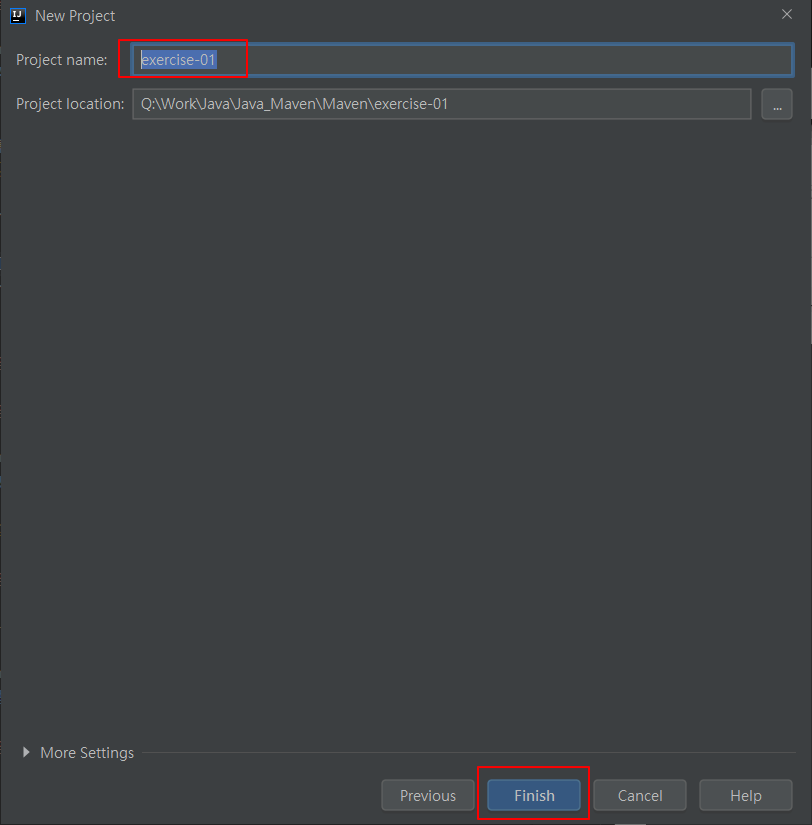 IJ New Project
Project name: exercise-01
Project location: Q:\Work\Java\Java_Maven\Maven\exercise-01 ...
More Settings
Previous Finish Cancel Help